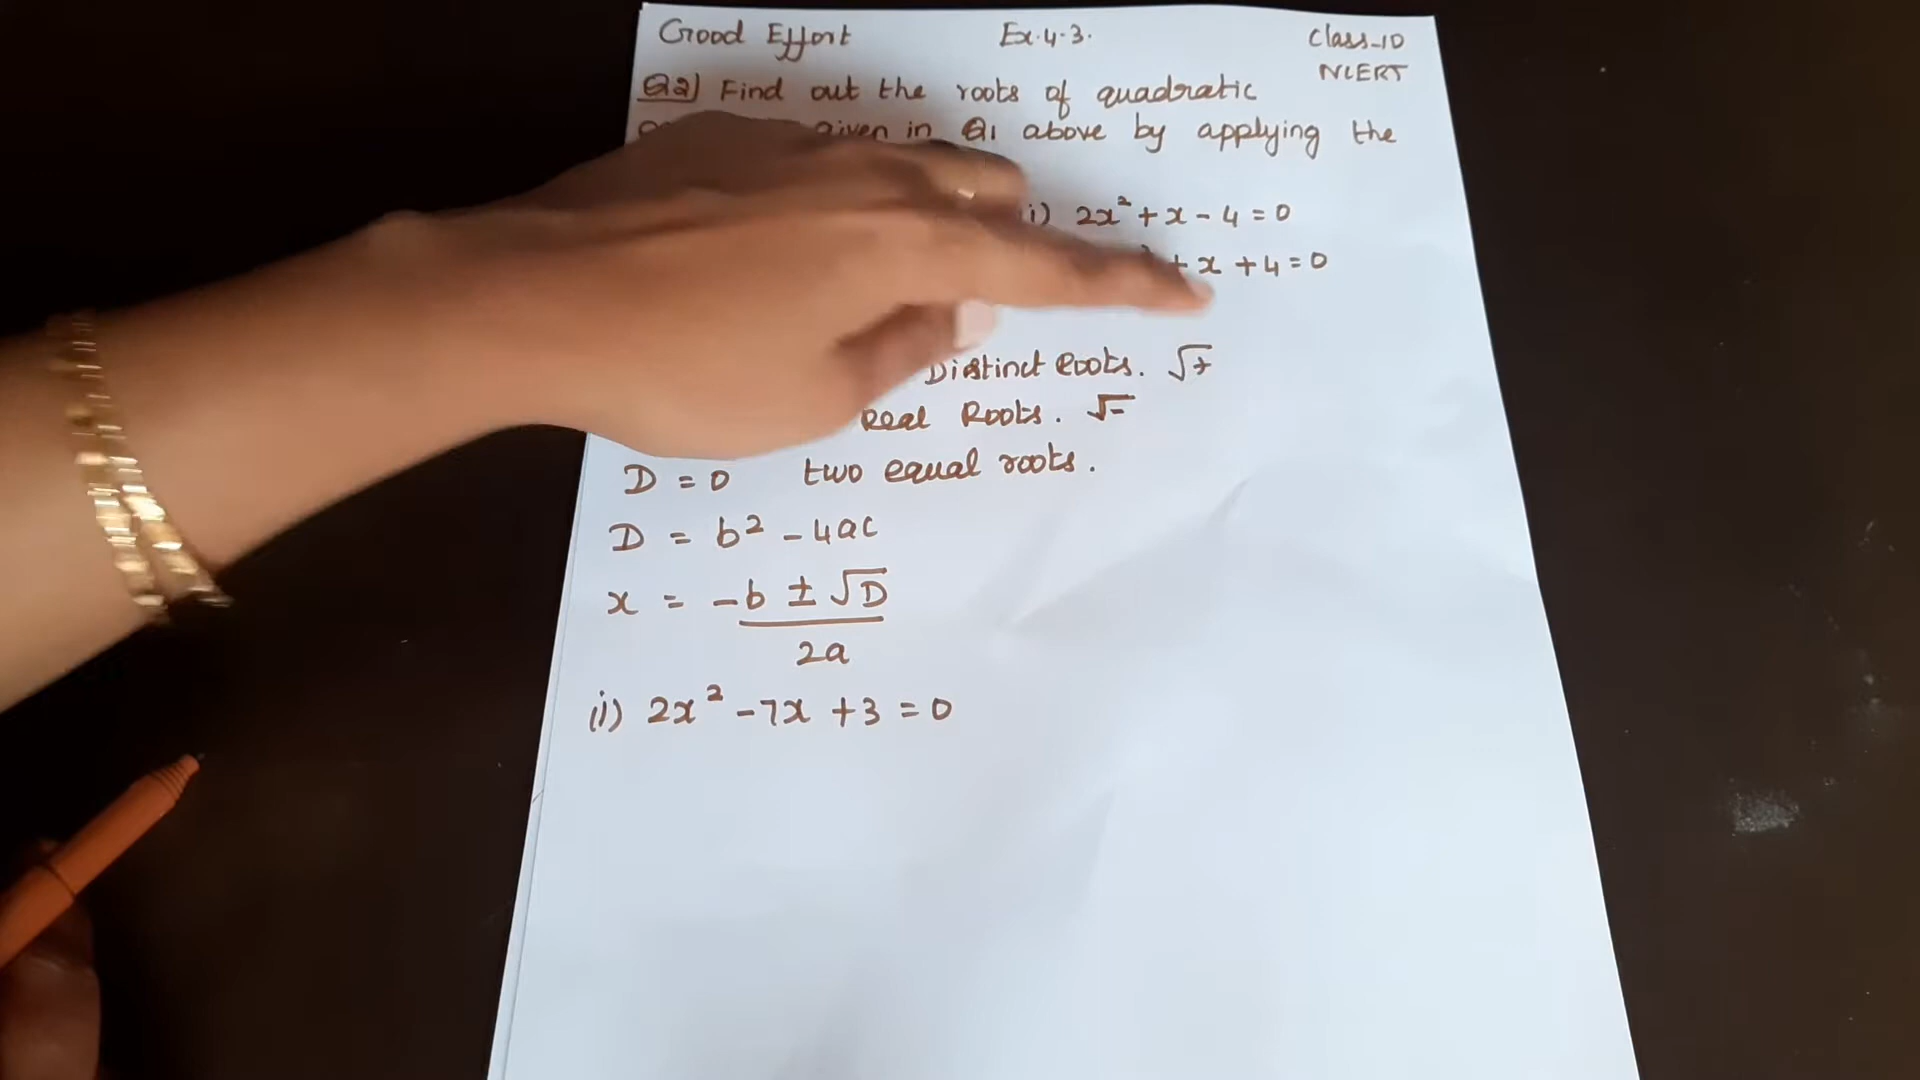 Good Effort Ex.4.3. Class-10
NCERT
Q2) Find out the roots of quadratic
given in Q1 above by applying the
i) 2x² + x - 4 = 0
+ x + 4 = 0
Distinct Roots. √+
Real Roots. √-
D = 0 two equal roots.
D = b² - 4ac
x = -b ± √D
2a
(i) 2x² - 7x + 3 = 0